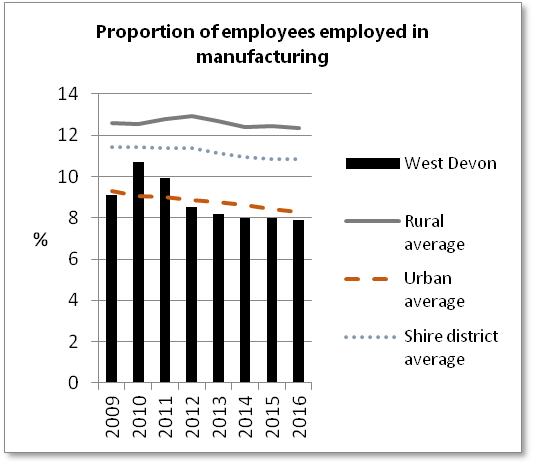 Proportion of employees employed in
manufacturing
14
12
10
8
6
4
2
0
%
2009
2010
2011
2012
2013
2014
2015
2016
West Devon
Rural
average
Urban
average
Shire district
average